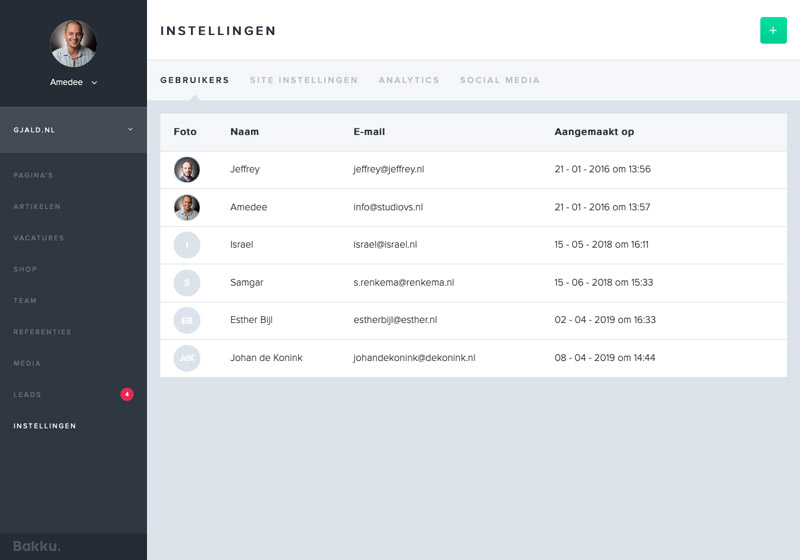 Amedee
GJALD.NL
PAGINA'S
ARTIKELEN
VACATURES
SHOP
TEAM
REFERENTIES
MEDIA
LEADS 4
INSTELLINGEN
Bakku.
INSTELLINGEN
+
GEBRUIKERS SITE INSTELLINGEN ANALYTICS SOCIAL MEDIA
Foto Naam E-mail Aangemaakt op
Jeffrey jeffrey@jeffrey.nl 21 - 01 - 2016 om 13:56
Amedee info@studiovs.nl 21 - 01 - 2016 om 13:57
I Israel israel@israel.nl 15 - 05 - 2018 om 16:11
S Samgar s.renkema@renkema.nl 15 - 06 - 2018 om 15:33
EB Esther Bijl estherbijl@esther.nl 02 - 04 - 2019 om 16:33
JdK Johan de Konink johandekonink@dekonink.nl 08 - 04 - 2019 om 14:44